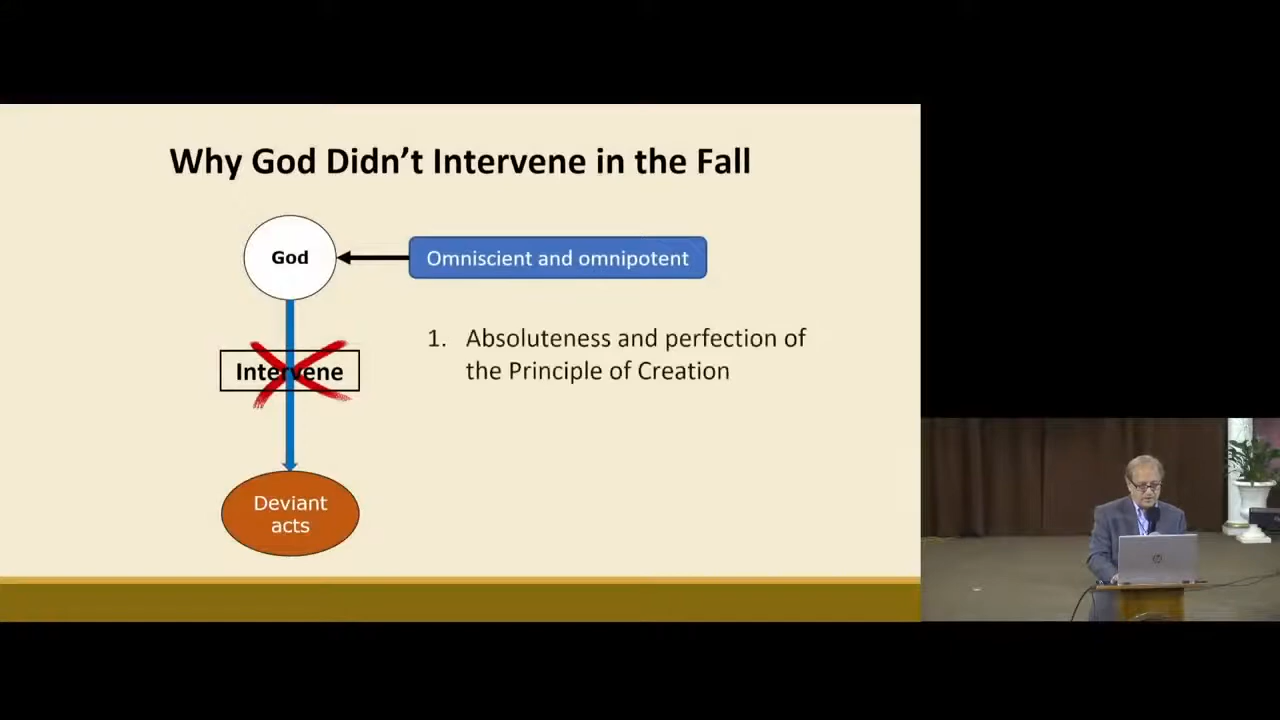 Why God Didn’t Intervene in the Fall
God
Omniscient and omnipotent
1. Absoluteness and perfection of
the Principle of Creation
Intervene
Deviant
acts
hp